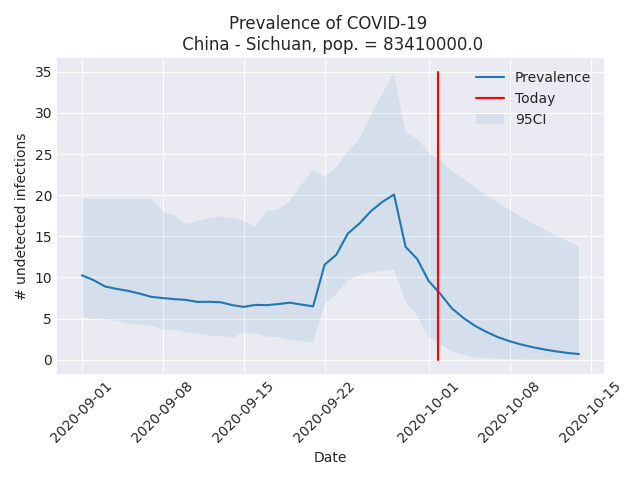 Prevalence of COVID-19
China - Sichuan, pop. = 83410000.0
Prevalence
Today
95CI
# undetected infections
35
30
25
20
15
10
5
0
2020-09-01
2020-09-08
2020-09-15
2020-09-22
2020-10-01
2020-10-08
2020-10-15
Date